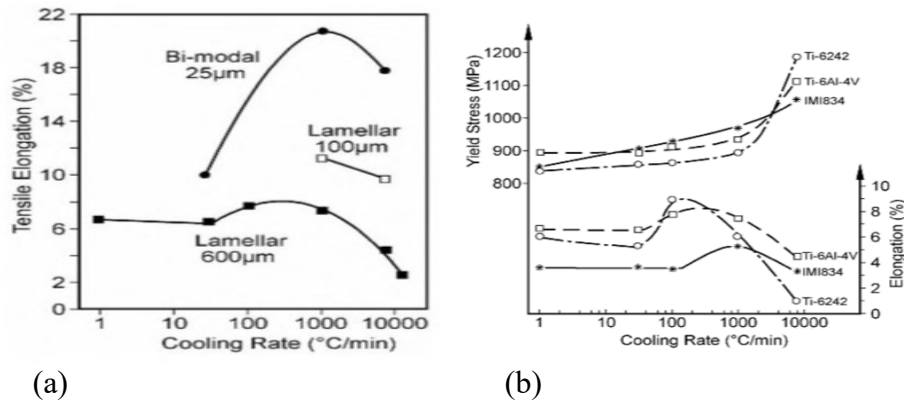 22
18
14
10
6
2
0
Tensile Elongation (%)
Bi-modal
25µm
Lamellar
100µm
Lamellar
600µm
1
10
100
1000
10000
Cooling Rate (°C/min)
(a)
Yield Stress (MPa)
1200
1100
1000
900
800
Ti-6242
Ti-6Al-4V
IMI834
10
8
6
4
2
0
Elongation (%)
Ti-6Al-4V
IMI834
Ti-6242
1
10
100
1000
10000
Cooling Rate (°C/min)
(b)